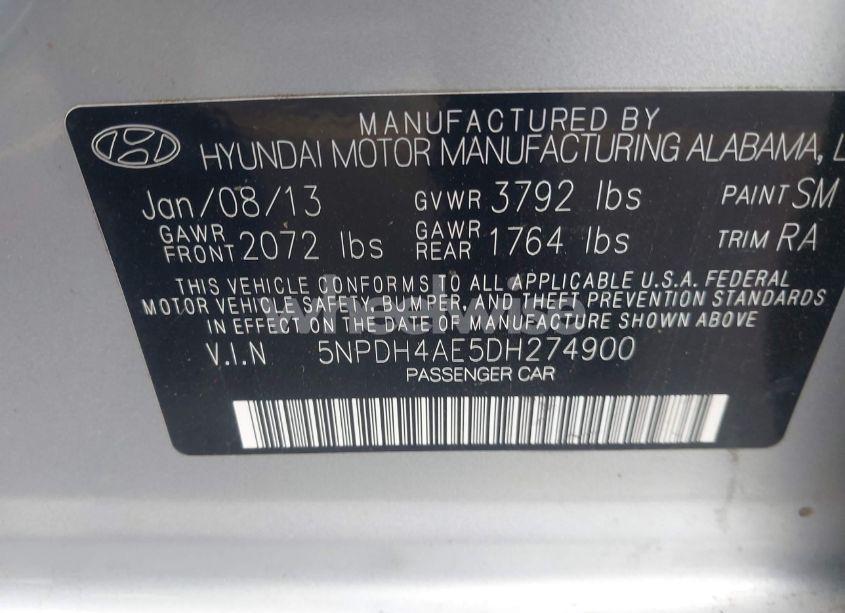 MANUFACTURED BY
HYUNDAI MOTOR MANUFACTURING ALABAMA, L
Jan/08/13 GVWR 3792 lbs PAINT SM
GAWR FRONT 2072 lbs GAWR REAR 1764 lbs TRIM RA
THIS VEHICLE CONFORMS TO ALL APPLICABLE U.S.A. FEDERAL
MOTOR VEHICLE SAFETY, BUMPER, AND THEFT PREVENTION STANDARDS
IN EFFECT ON THE DATE OF MANUFACTURE SHOWN ABOVE
V.I.N 5NPDH4AE5DH274900
PASSENGER CAR
wheelwise